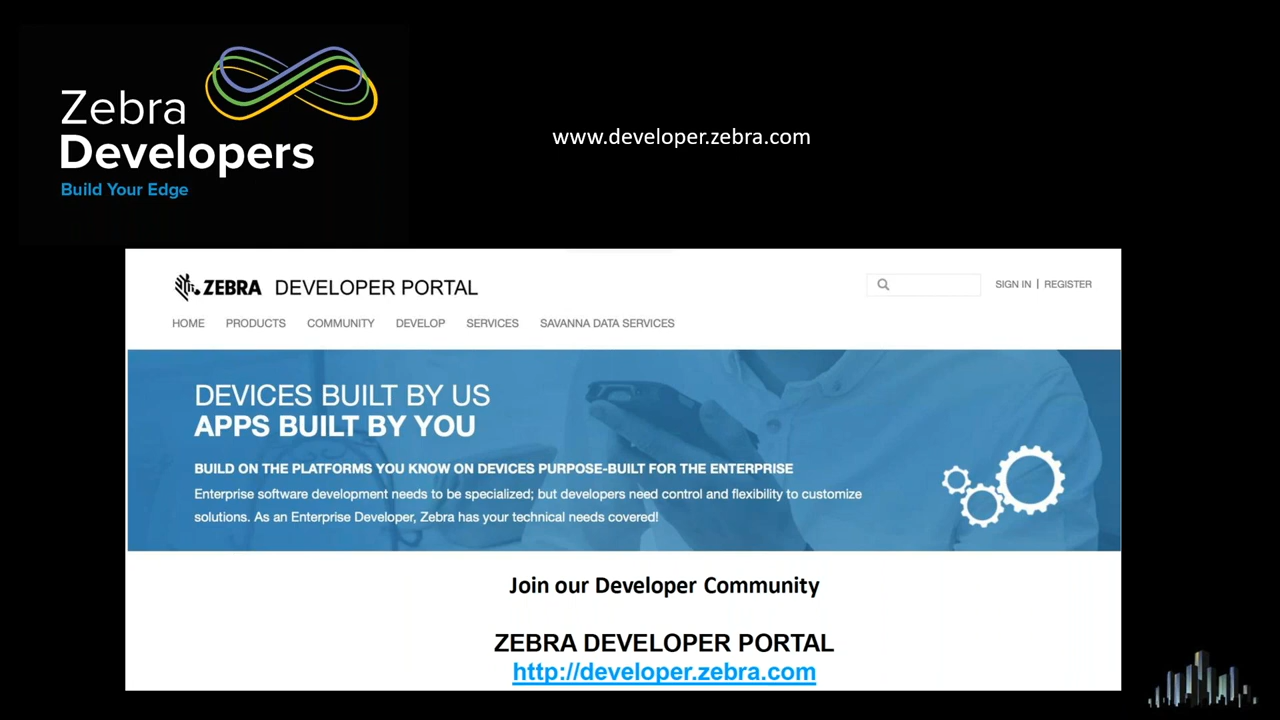 Zebra
Developers
Build Your Edge
www.developer.zebra.com
ZEBRA DEVELOPER PORTAL
SIGN IN | REGISTER
HOME PRODUCTS COMMUNITY DEVELOP SERVICES SAVANNA DATA SERVICES
DEVICES BUILT BY US
APPS BUILT BY YOU
BUILD ON THE PLATFORMS YOU KNOW ON DEVICES PURPOSE-BUILT FOR THE ENTERPRISE
Enterprise software development needs to be specialized; but developers need control and flexibility to customize
solutions. As an Enterprise Developer, Zebra has your technical needs covered!
Join our Developer Community
ZEBRA DEVELOPER PORTAL
http://developer.zebra.com